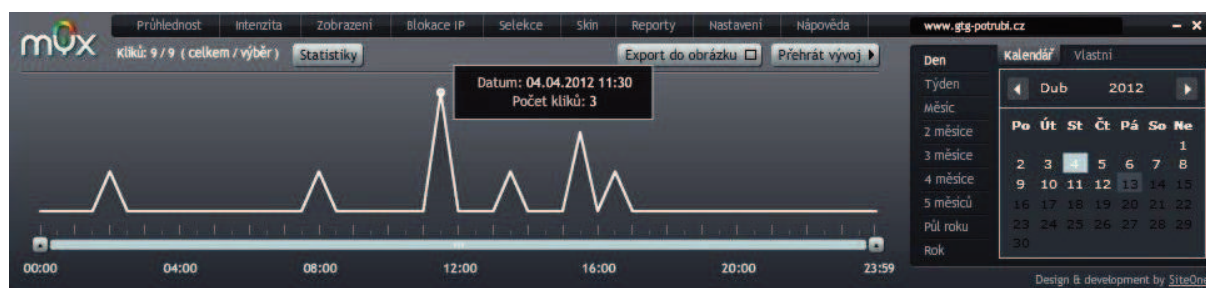 mux
Průhlednost Intenzita Zobrazení Blokace IP Selekce Skin Reporty Nastavení Nápověda
www.gtg-potrubi.cz
Kliků: 9 / 9 ( celkem / výběr ) Statistiky Export do obrázku Přehrát vývoj
Datum: 04.04.2012 11:30
Počet kliků: 3
00:00 04:00 08:00 12:00 16:00 20:00 23:59
Den
Týden
Měsíc
2 měsíce
3 měsíce
4 měsíce
5 měsíců
Půl roku
Rok
Kalendář Vlastní
Dub 2012
Po Út St Čt Pá So Ne
1
2 3 4 5 6 7 8
9 10 11 12 13 14 15
16 17 18 19 20 21 22
23 24 25 26 27 28 29
30
Design & development by SiteOne